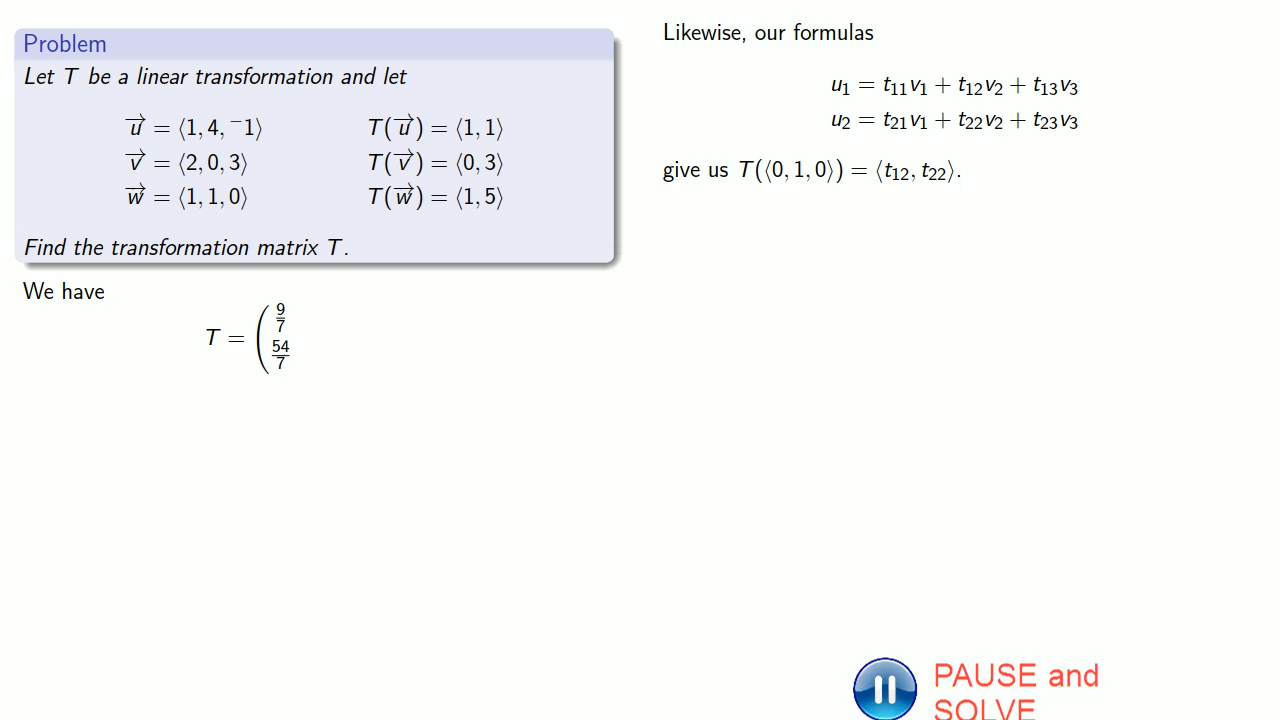 Problem
Let T be a linear transformation and let
u⃗ = ⟨1, 4, ⁻1⟩ T(u⃗) = ⟨1, 1⟩
v⃗ = ⟨2, 0, 3⟩ T(v⃗) = ⟨0, 3⟩
w⃗ = ⟨1, 1, 0⟩ T(w⃗) = ⟨1, 5⟩
Find the transformation matrix T.
We have
T = ( 9/7
54/7
Likewise, our formulas
u₁ = t₁₁v₁ + t₁₂v₂ + t₁₃v₃
u₂ = t₂₁v₁ + t₂₂v₂ + t₂₃v₃
give us T(⟨0, 1, 0⟩) = ⟨t₁₂, t₂₂⟩.
PAUSE and
SOLVE